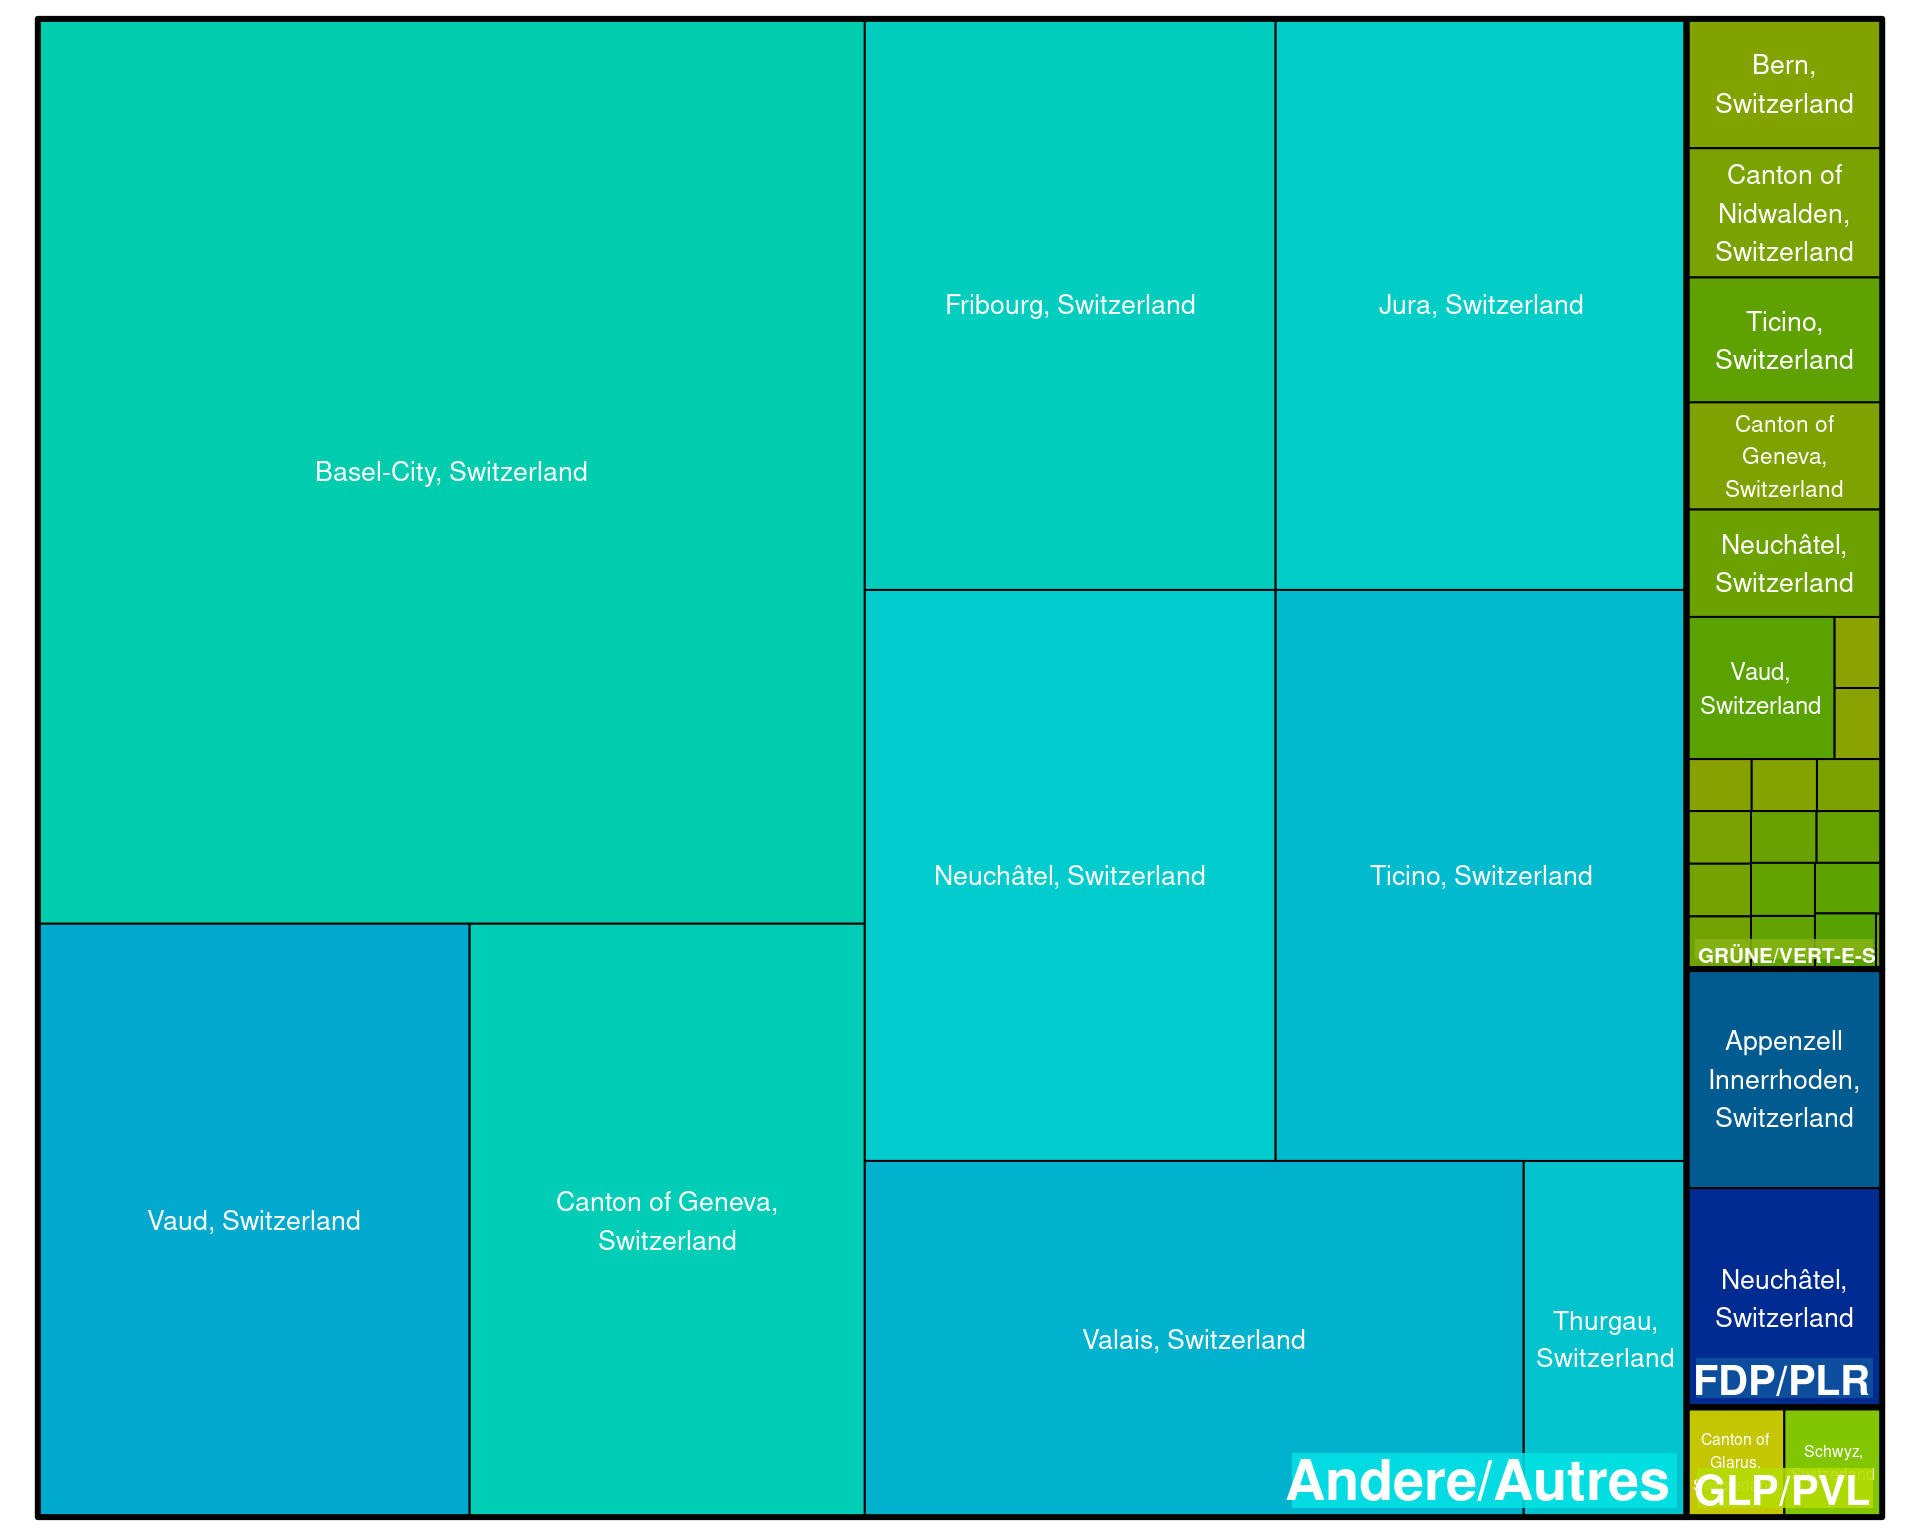 Basel-City, Switzerland
Fribourg, Switzerland
Jura, Switzerland
Neuchâtel, Switzerland
Ticino, Switzerland
Vaud, Switzerland
Canton of Geneva,
Switzerland
Valais, Switzerland
Thurgau,
Switzerland
Andere/Autres
Bern,
Switzerland
Canton of
Nidwalden,
Switzerland
Ticino,
Switzerland
Canton of
Geneva,
Switzerland
Neuchâtel,
Switzerland
Vaud,
Switzerland
GRÜNE/VERT-E-S
Appenzell
Innerrhoden,
Switzerland
Neuchâtel,
Switzerland
FDP/PLR
Canton of
Glarus,
Schwyz,
GLP/PVL